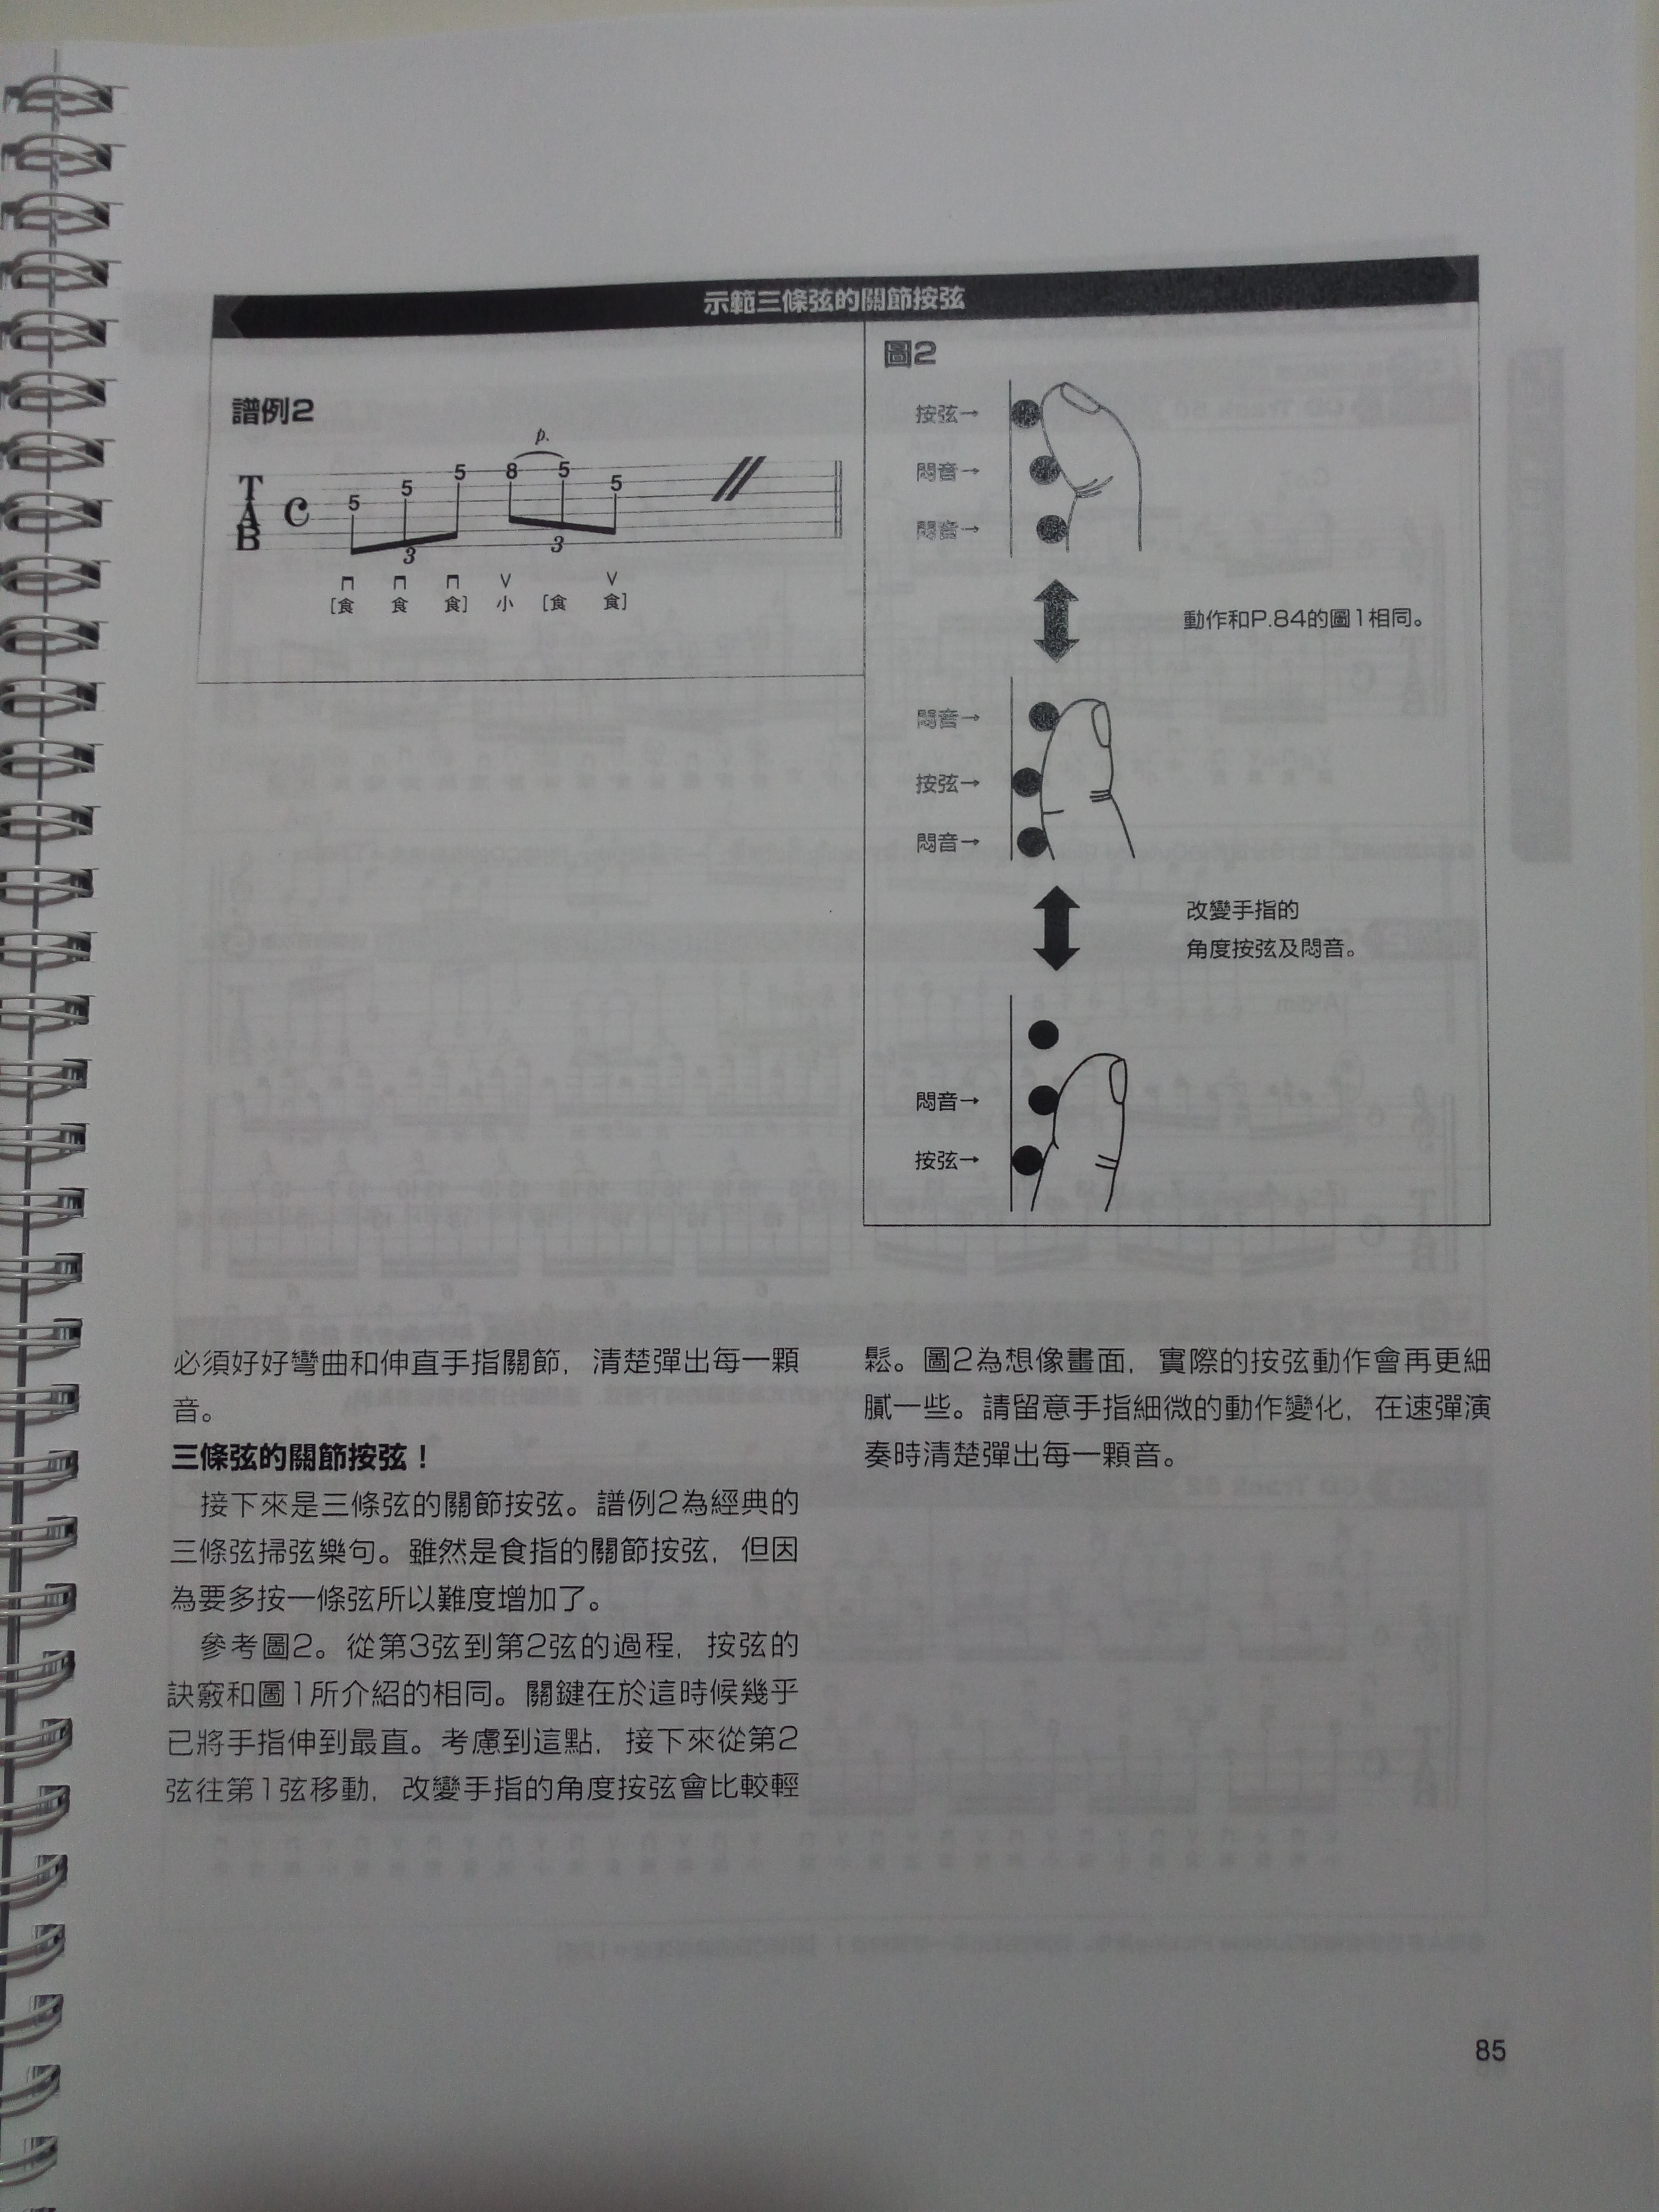 示範三條弦的關節按弦
譜例2
p.
T
A
B
C
5 5 5 8 5 5
3 3
[食 食 食] 小 [食 食]
圖2
按弦→
悶音→
悶音→
動作和P.84的圖1相同。
悶音→
按弦→
悶音→
改變手指的
角度按弦及悶音。
悶音→
按弦→
必須好好彎曲和伸直手指關節，清楚彈出每一顆
音。
三條弦的關節按弦！
接下來是三條弦的關節按弦。譜例2為經典的
三條弦掃弦樂句。雖然是食指的關節按弦，但因
為要多按一條弦所以難度增加了。
參考圖2。從第3弦到第2弦的過程，按弦的
訣竅和圖1所介紹的相同。關鍵在於這時候幾乎
已將手指伸到最直。考慮到這點，接下來從第2
弦往第1弦移動，改變手指的角度按弦會比較輕
鬆。圖2為想像畫面，實際的按弦動作會再更細
膩一些。請留意手指細微的動作變化，在速彈演
奏時清楚彈出每一顆音。
85